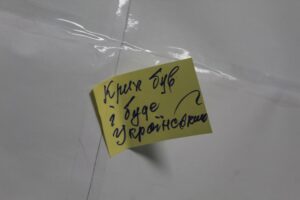 Крим був
і буде
Українським